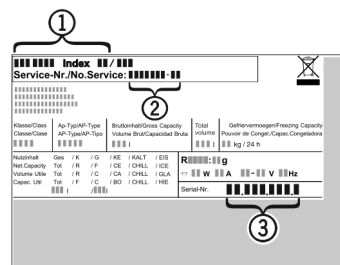 1
Index /
Service-Nr./No.Service: -
2
Klasse/Class Ap-Typ/AP-Type Bruttoinhalt/Gross Capacity Total Gefriervermoegen/Freezing Capacity
Classe/Clase AP-Type/AP-Tipo Volume Brut/Capacidad Bruta volume Pouvoir de Congel./Capac.Congeladora
l l kg / 24 h
Nutzinhalt Ges / K / G / KE / KALT / EIS
Net.Capacity Tot / R / F / CE / CHILL / ICE
Volume Utile Tot / R / C / CA / CHILL / GLA
Capac. Util Tot / F / C / BO / CHILL / HIE
l / l
R : g
W A - V Hz
Serial-Nr. . . .
3